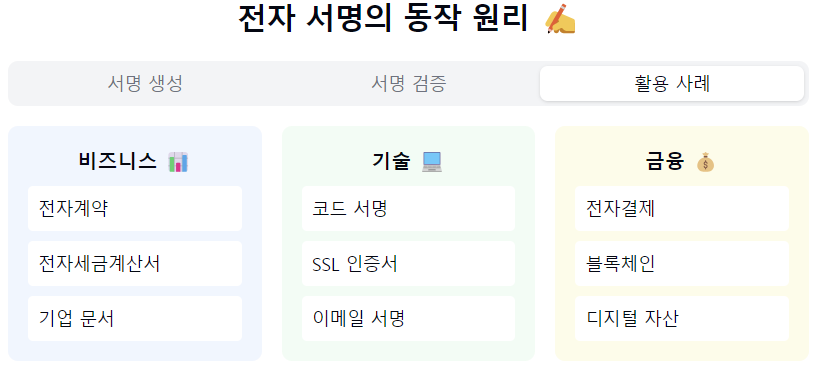 전자 서명의 동작 원리 ✍️
서명 생성
서명 검증
활용 사례
비즈니스 📊
전자계약
전자세금계산서
기업 문서
기술 💻
코드 서명
SSL 인증서
이메일 서명
금융 💰
전자결제
블록체인
디지털 자산